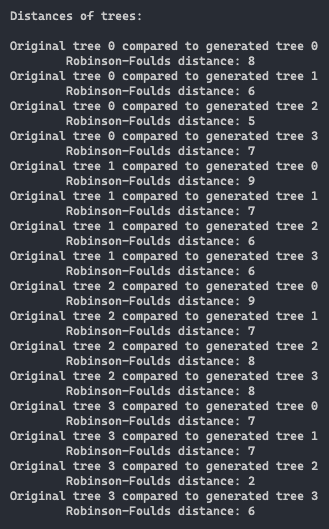 Distances of trees:
Original tree 0 compared to generated tree 0
Robinson-Foulds distance: 8
Original tree 0 compared to generated tree 1
Robinson-Foulds distance: 6
Original tree 0 compared to generated tree 2
Robinson-Foulds distance: 5
Original tree 0 compared to generated tree 3
Robinson-Foulds distance: 7
Original tree 1 compared to generated tree 0
Robinson-Foulds distance: 9
Original tree 1 compared to generated tree 1
Robinson-Foulds distance: 7
Original tree 1 compared to generated tree 2
Robinson-Foulds distance: 6
Original tree 1 compared to generated tree 3
Robinson-Foulds distance: 6
Original tree 2 compared to generated tree 0
Robinson-Foulds distance: 9
Original tree 2 compared to generated tree 1
Robinson-Foulds distance: 7
Original tree 2 compared to generated tree 2
Robinson-Foulds distance: 8
Original tree 2 compared to generated tree 3
Robinson-Foulds distance: 8
Original tree 3 compared to generated tree 0
Robinson-Foulds distance: 7
Original tree 3 compared to generated tree 1
Robinson-Foulds distance: 7
Original tree 3 compared to generated tree 2
Robinson-Foulds distance: 2
Original tree 3 compared to generated tree 3
Robinson-Foulds distance: 6